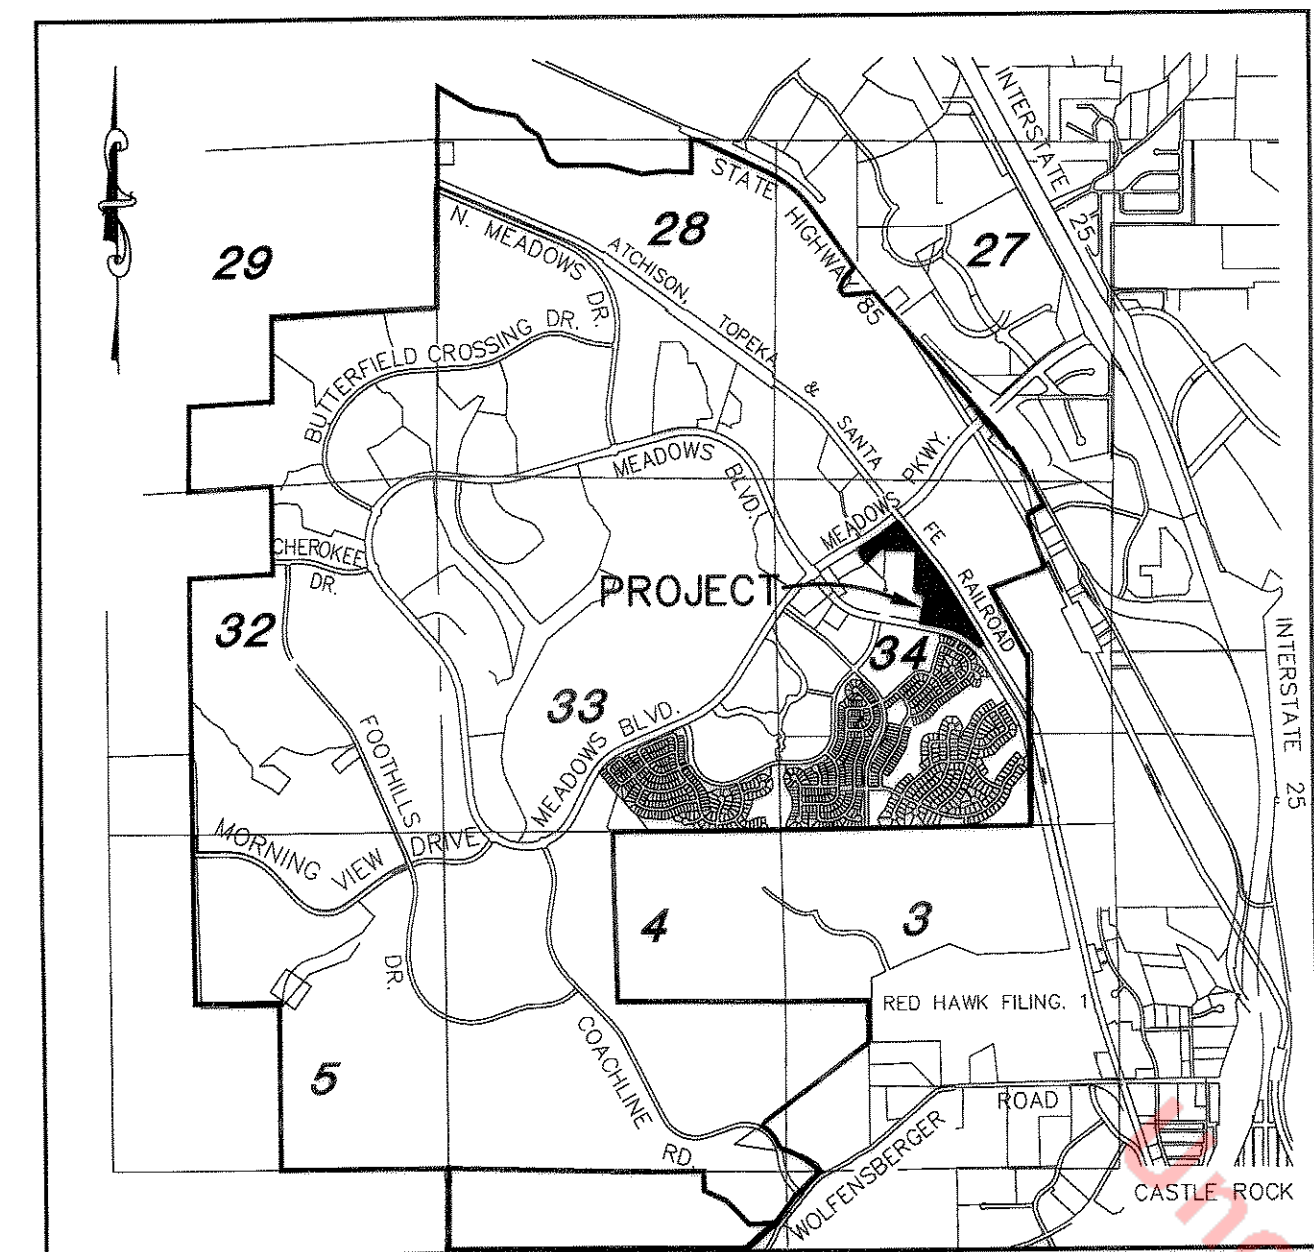 INTERSTATE 25
STATE HIGHWAY 85
28
27
29
N. MEADOWS DR.
ATCHISON, TOPEKA & SANTA FE RAILROAD
BUTTERFIELD CROSSING DR.
MEADOWS BLVD.
MEADOWS PKWY.
CHEROKEE DR.
PROJECT
32
34
33
INTERSTATE 25
MEADOWS BLVD.
FOOTHILLS DR.
MORNING VIEW DRIVE
4
3
RED HAWK FILING. 1
5
COACHLINE RD.
WOLFENSBERGER ROAD
CASTLE ROCK